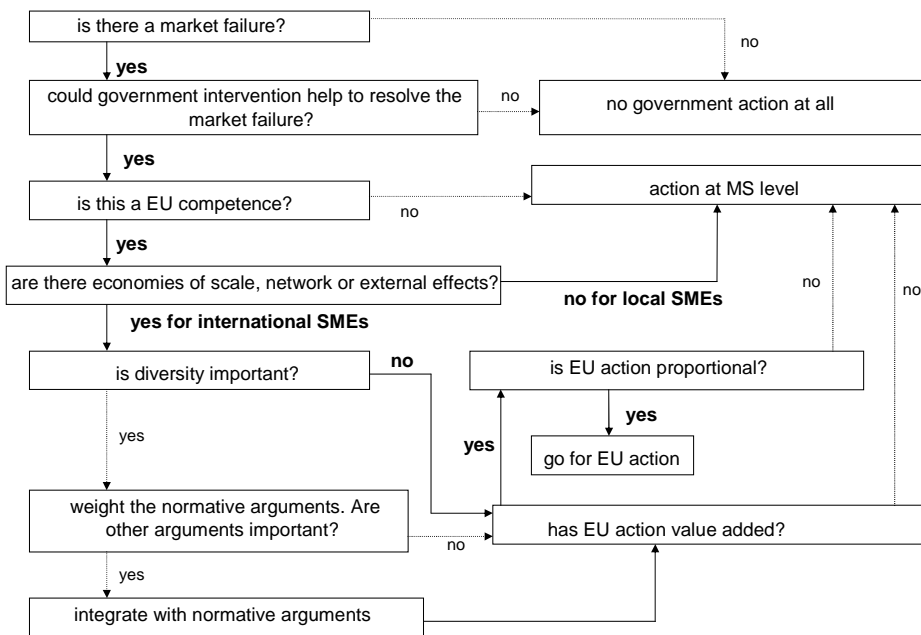 is there a market failure?
no
yes
could government intervention help to resolve the
market failure?
no
no government action at all
yes
is this a EU competence?
no
action at MS level
yes
are there economies of scale, network or external effects?
no for local SMEs
no
no
yes for international SMEs
is diversity important?
no
is EU action proportional?
yes
yes
yes
go for EU action
weight the normative arguments. Are
other arguments important?
no
has EU action value added?
yes
integrate with normative arguments